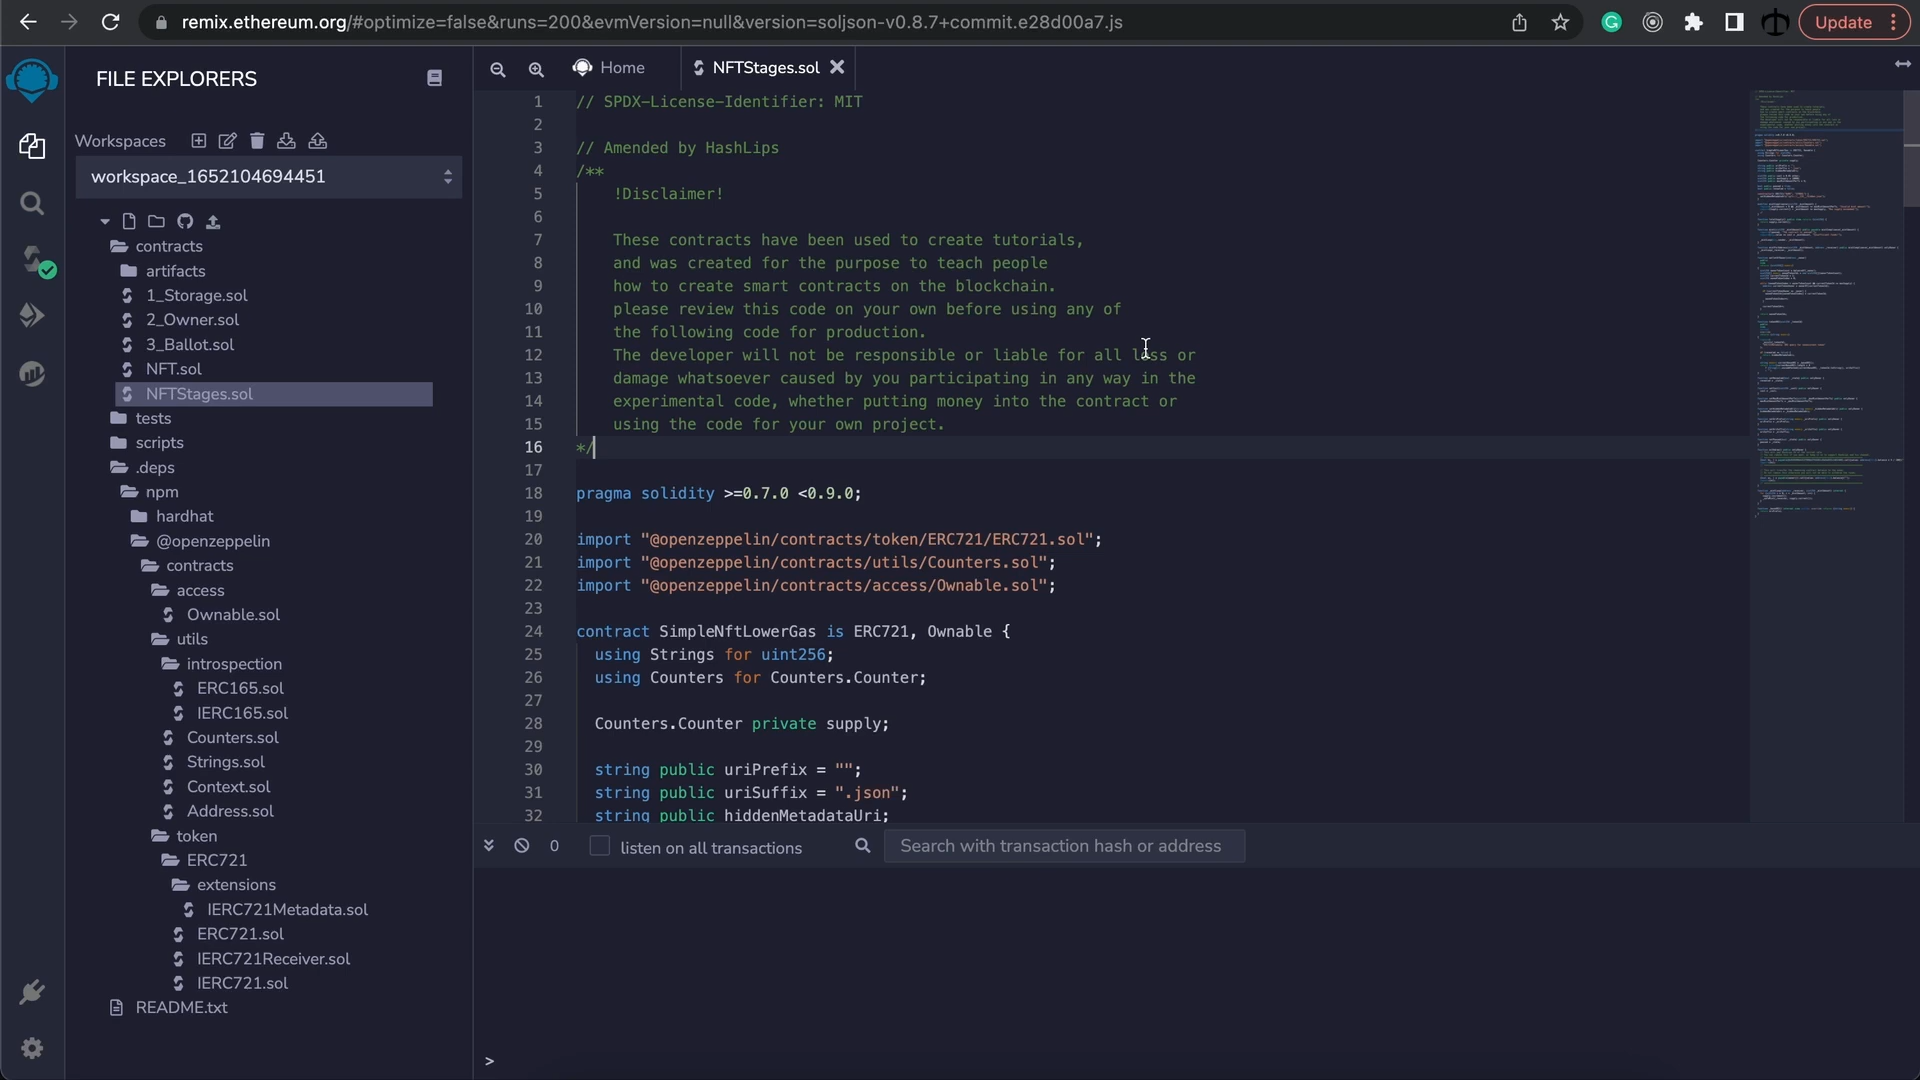 remix.ethereum.org/#optimize=false&runs=200&evmVersion=null&version=soljson-v0.8.7+commit.e28d00a7.js
Update
FILE EXPLORERS
Workspaces
workspace_1652104694451
contracts
artifacts
1_Storage.sol
2_Owner.sol
3_Ballot.sol
NFT.sol
NFTStages.sol
tests
scripts
.deps
npm
hardhat
@openzeppelin
contracts
access
Ownable.sol
utils
introspection
ERC165.sol
IERC165.sol
Counters.sol
Strings.sol
Context.sol
Address.sol
token
ERC721
extensions
IERC721Metadata.sol
ERC721.sol
IERC721Receiver.sol
IERC721.sol
README.txt
Home
NFTStages.sol
1 // SPDX-License-Identifier: MIT
2
3 // Amended by HashLips
4 /**
5 !Disclaimer!
6
7 These contracts have been used to create tutorials,
8 and was created for the purpose to teach people
9 how to create smart contracts on the blockchain.
10 please review this code on your own before using any of
11 the following code for production.
12 The developer will not be responsible or liable for all loss or
13 damage whatsoever caused by you participating in any way in the
14 experimental code, whether putting money into the contract or
15 using the code for your own project.
16 */
17
18 pragma solidity >=0.7.0 <0.9.0;
19
20 import "@openzeppelin/contracts/token/ERC721/ERC721.sol";
21 import "@openzeppelin/contracts/utils/Counters.sol";
22 import "@openzeppelin/contracts/access/Ownable.sol";
23
24 contract SimpleNftLowerGas is ERC721, Ownable {
25 using Strings for uint256;
26 using Counters for Counters.Counter;
27
28 Counters.Counter private supply;
29
30 string public uriPrefix = "";
31 string public uriSuffix = ".json";
32 string public hiddenMetadataUri;
0
listen on all transactions
Search with transaction hash or address
>